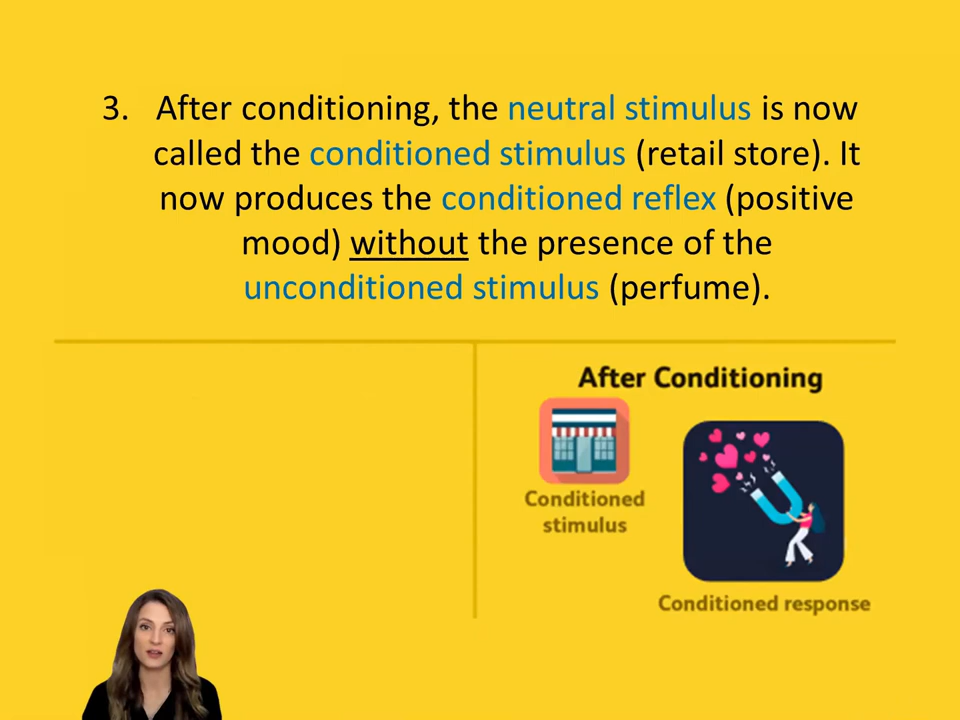 3. After conditioning, the neutral stimulus is now
called the conditioned stimulus (retail store). It
now produces the conditioned reflex (positive
mood) without the presence of the
unconditioned stimulus (perfume).
After Conditioning
Conditioned
stimulus
Conditioned response